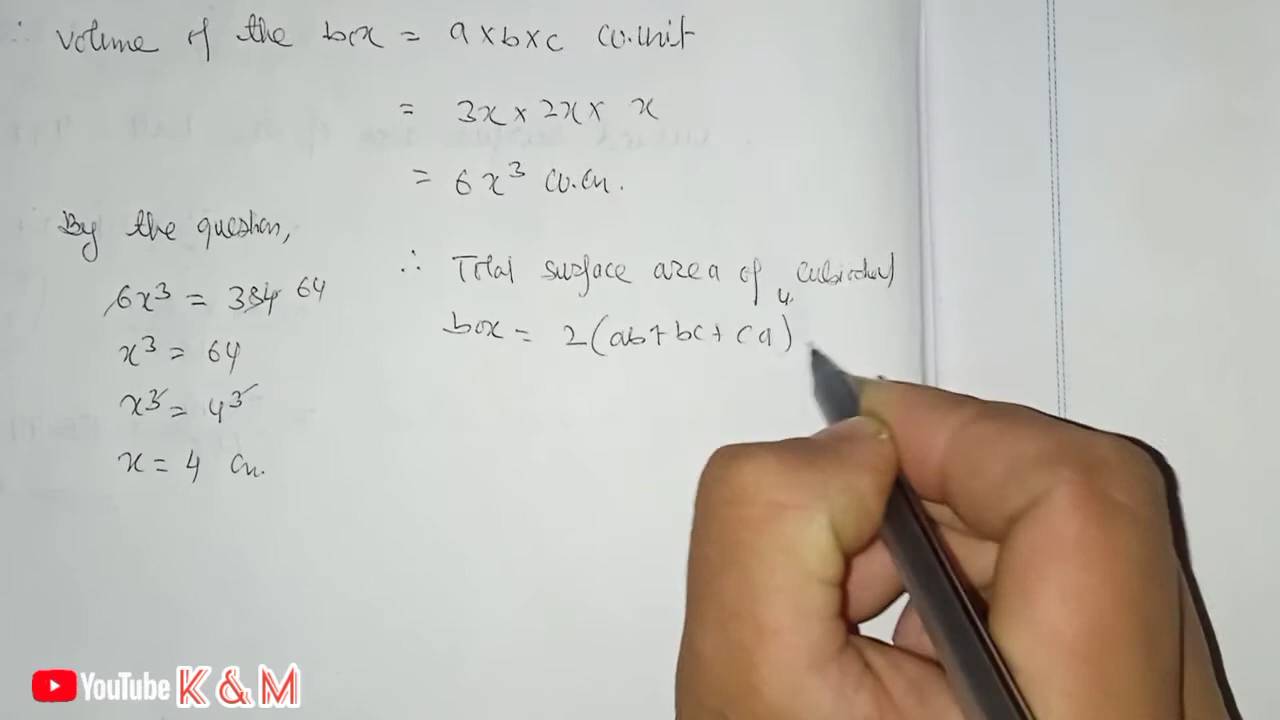 ∴ volume of the box = a×b×c cu.unit
= 3x × 2x × x
= 6x³ cu.cm.
By the question,
6x³ = 384 64
x³ = 64
x³ = 4³
x = 4 cm.
∴ Total surface area of
box = 2(ab+bc+ca)
YouTube K & M